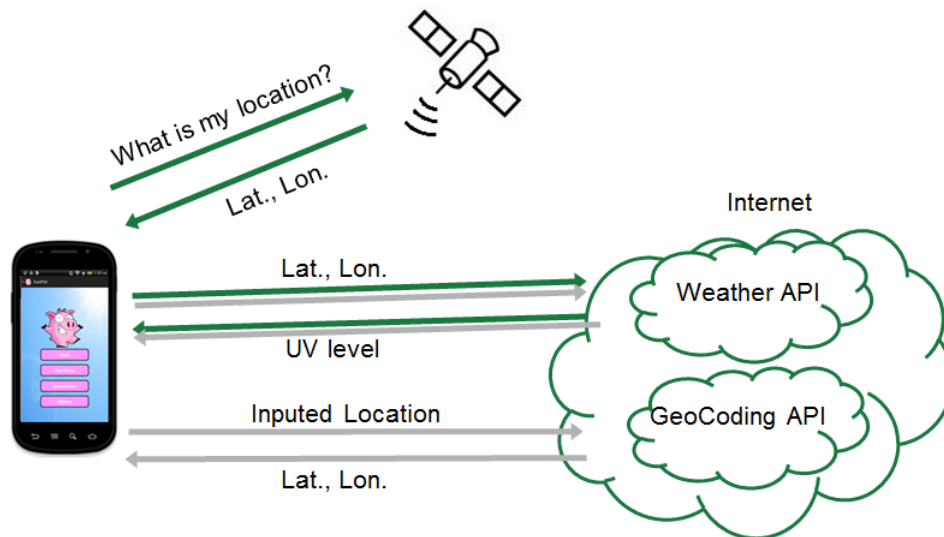 What is my location?
Lat., Lon.
Internet
Lat., Lon.
Weather API
UV level
Inputed Location
GeoCoding API
Lat., Lon.